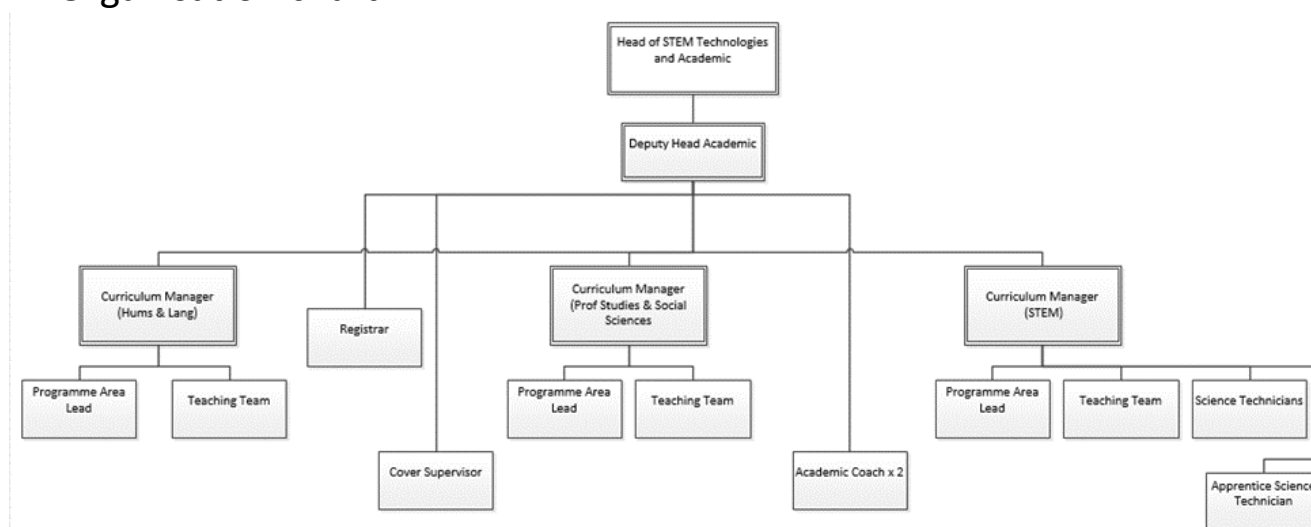 Head of STEM Technologies
and Academic
Deputy Head Academic
Curriculum Manager
(Hums & Lang)
Registrar
Curriculum Manager
(Prof Studies & Social
Sciences
Curriculum Manager
(STEM)
Programme Area
Lead
Teaching Team
Programme Area
Lead
Teaching Team
Programme Area
Lead
Teaching Team
Science Technicians
Cover Supervisor
Academic Coach x 2
Apprentice Science
Technician